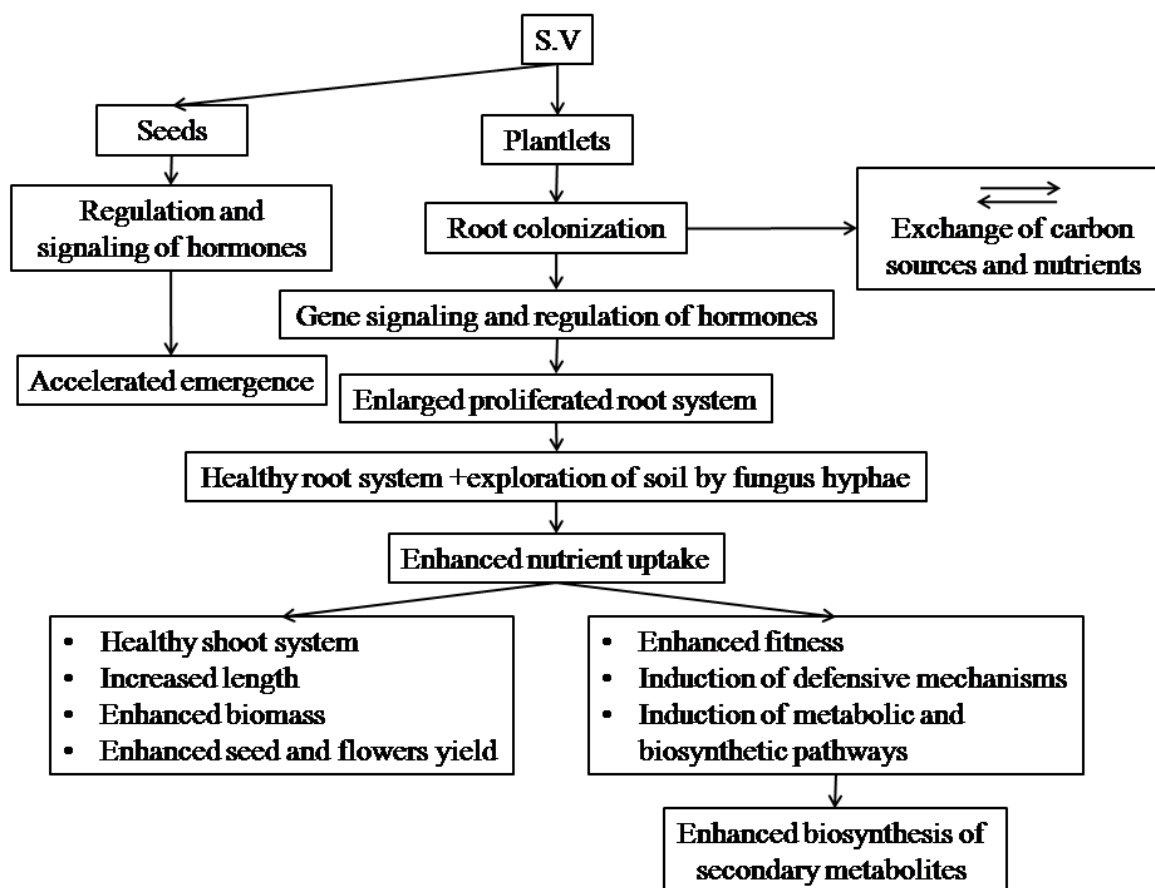 S.V
Seeds
Plantlets
Regulation and
signaling of hormones
Root colonization
Exchange of carbon
sources and nutrients
Gene signaling and regulation of hormones
Accelerated emergence
Enlarged proliferated root system
Healthy root system +exploration of soil by fungus hyphae
Enhanced nutrient uptake
• Healthy shoot system
• Increased length
• Enhanced biomass
• Enhanced seed and flowers yield
• Enhanced fitness
• Induction of defensive mechanisms
• Induction of metabolic and
biosynthetic pathways
Enhanced biosynthesis of
secondary metabolites